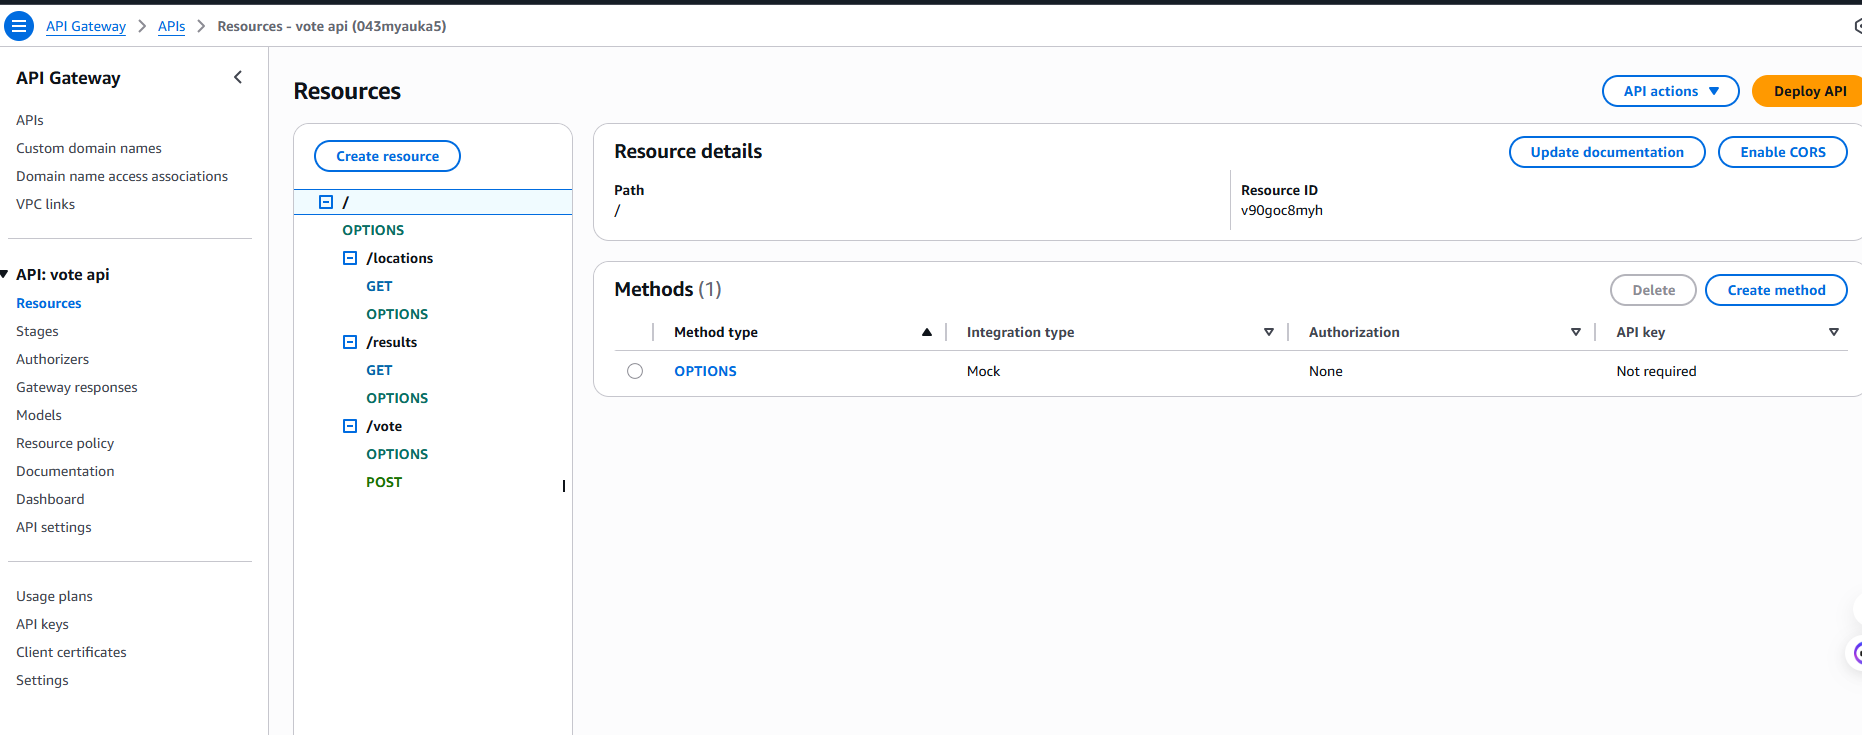 API Gateway > APIs > Resources - vote api (043myauka5)
API Gateway
APIs
Custom domain names
Domain name access associations
VPC links
API: vote api
Resources
Stages
Authorizers
Gateway responses
Models
Resource policy
Documentation
Dashboard
API settings
Usage plans
API keys
Client certificates
Settings
Resources
API actions
Deploy API
Create resource
/
OPTIONS
/locations
GET
OPTIONS
/results
GET
OPTIONS
/vote
OPTIONS
POST
Resource details
Update documentation
Enable CORS
Path
/
Resource ID
v90goc8myh
Methods (1)
Delete
Create method
Method type Integration type Authorization API key
OPTIONS Mock None Not required